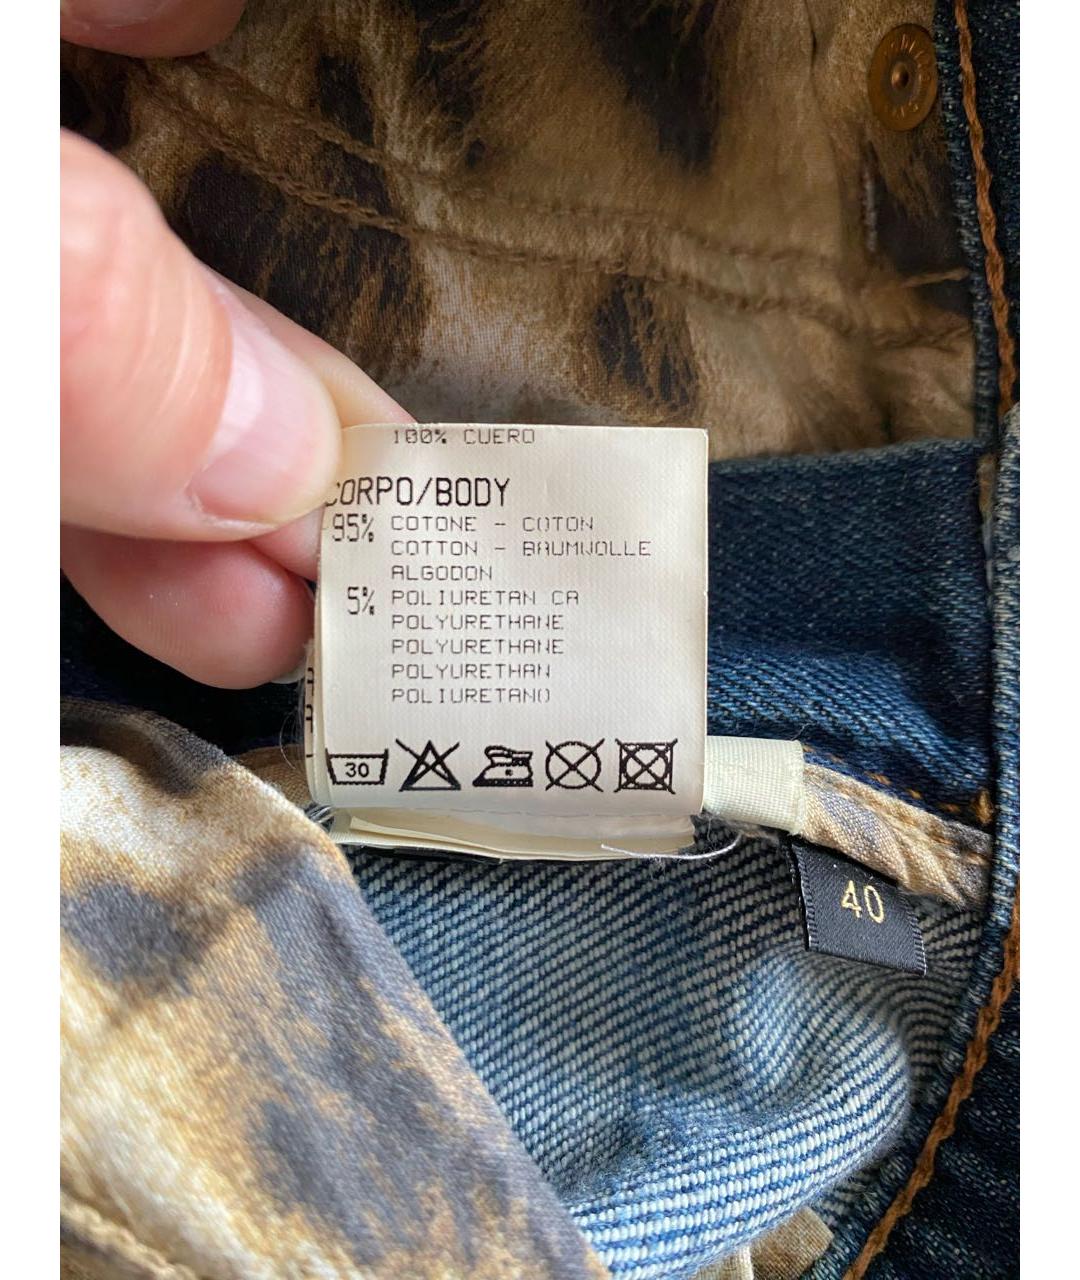 100% CUERO
CORPO/BODY
95% COTONE - COTON
COTTON - BAUMWOLLE
ALGODON
5% POLIURETAN CA
POLYURETHANE
POLYURETHANE
POLYURETHAN
POLIURETANO
30
40